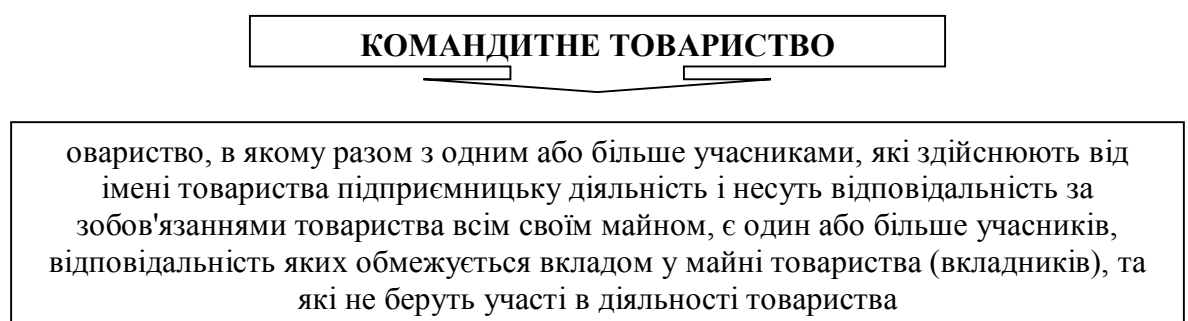 КОМАНДИТНЕ ТОВАРИСТВО
овариство, в якому разом з одним або більше учасниками, які здійснюють від
імені товариства підприємницьку діяльність і несуть відповідальність за
зобов'язаннями товариства всім своїм майном, є один або більше учасників,
відповідальність яких обмежується вкладом у майні товариства (вкладників), та
які не беруть участі в діяльності товариства